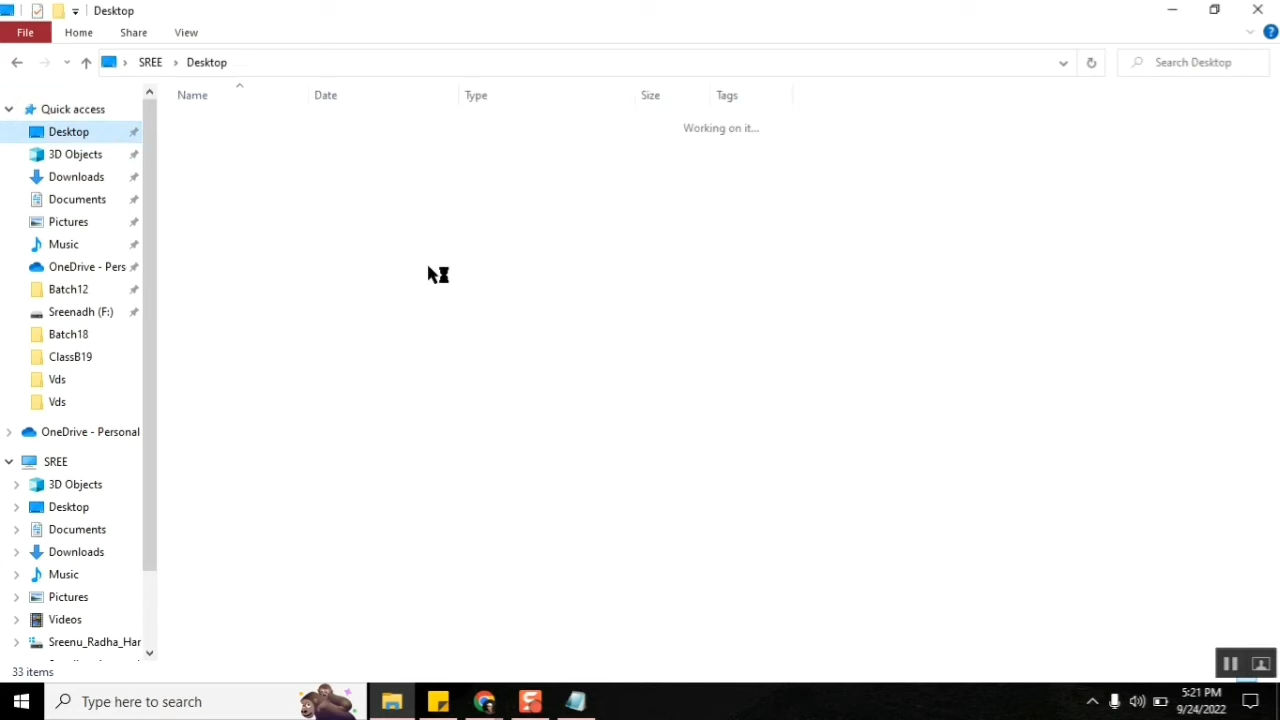 Desktop
File Home Share View
SREE Desktop Search Desktop
Name Date Type Size Tags
Working on it...
Quick access
Desktop
3D Objects
Downloads
Documents
Pictures
Music
OneDrive - Pers
Batch12
Sreenadh (F:)
Batch18
ClassB19
Vds
Vds
OneDrive - Personal
SREE
3D Objects
Desktop
Documents
Downloads
Music
Pictures
Videos
Sreenu_Radha_Har
33 items
Type here to search
5:21 PM
9/24/2022